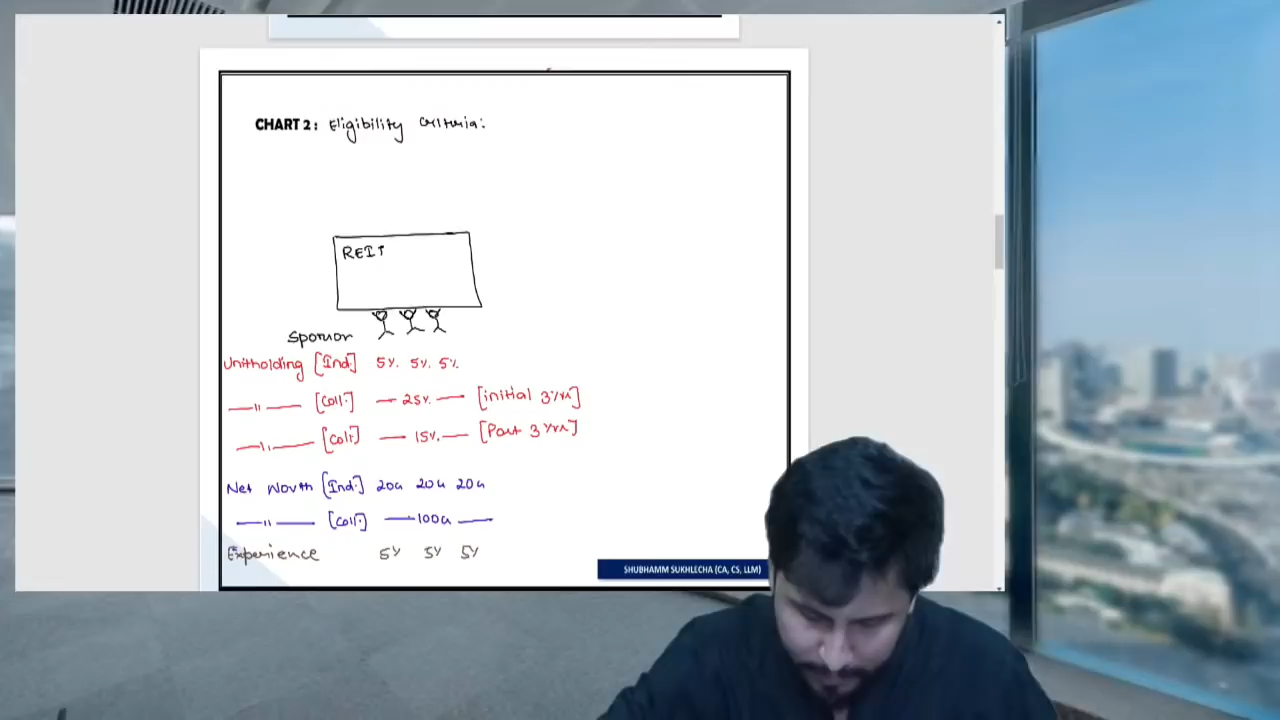 CHART 2: Eligibility criteria:
REIT
Sponsor
Unitholding [Ind.] 5%. 5%. 5%.
—"— [Coll.] — 25%. — [initial 3 yrs]
—"— [Coll.] — 15%. — [Post 3 yrs]
Net Worth [Ind.] 20cr 20cr 20cr
—"— [Coll.] — 100cr —
Experience 5Y 5Y 5Y
SHUBHAMM SUKHLECHA (CA, CS, LLM)